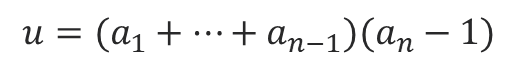 u = (a₁ + ⋯ + aₙ₋₁)(aₙ − 1)